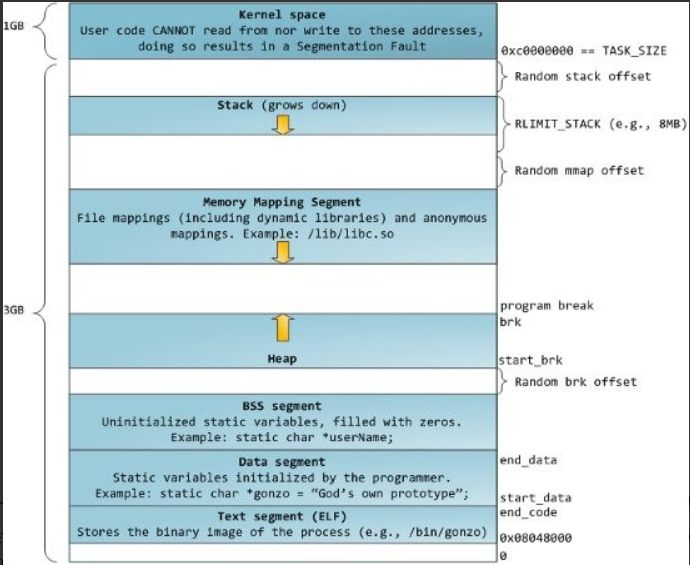 1GB
Kernel space
User code CANNOT read from nor write to these addresses,
doing so results in a Segmentation Fault
0xc0000000 == TASK_SIZE
Random stack offset
Stack (grows down)
RLIMIT_STACK (e.g., 8MB)
Random mmap offset
Memory Mapping Segment
File mappings (including dynamic libraries) and anonymous
mappings. Example: /lib/libc.so
3GB
program break
brk
Heap
start_brk
Random brk offset
BSS segment
Uninitialized static variables, filled with zeros.
Example: static char *userName;
Data segment
Static variables initialized by the programmer.
Example: static char *gonzo = “God’s own prototype”;
end_data
start_data
end_code
Text segment (ELF)
Stores the binary image of the process (e.g., /bin/gonzo)
0x08048000
0